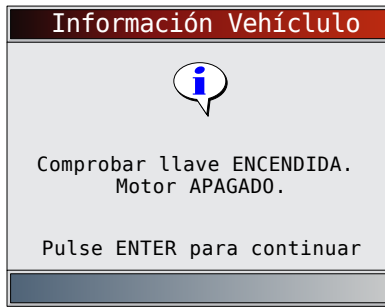 Información Vehíclulo
Comprobar llave ENCENDIDA.
Motor APAGADO.
Pulse ENTER para continuar